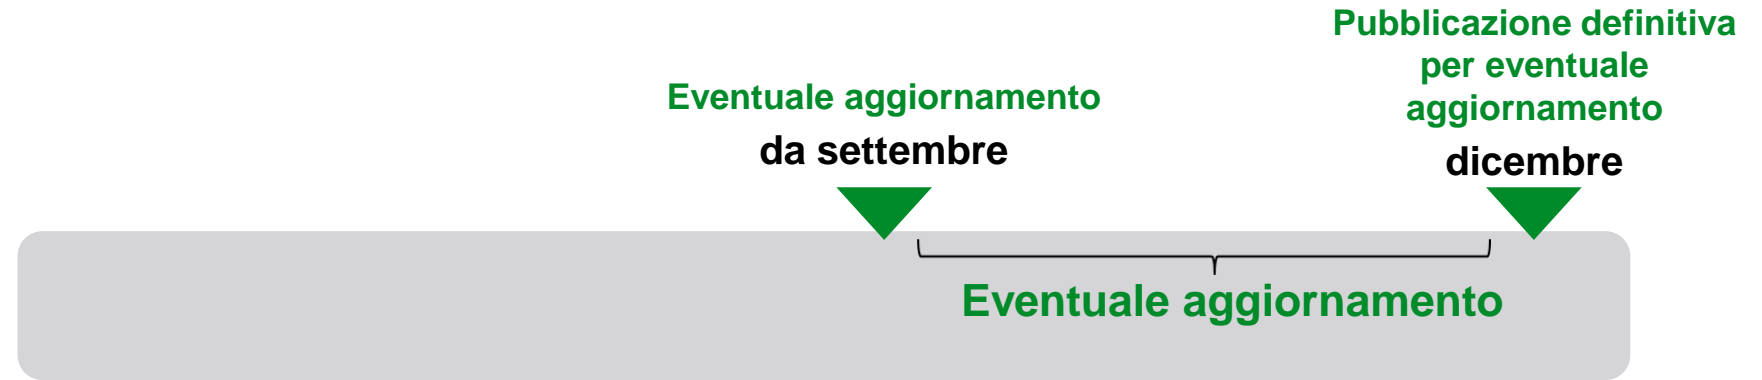 Eventuale aggiornamento
da settembre
Pubblicazione definitiva
per eventuale
aggiornamento
dicembre
Eventuale aggiornamento